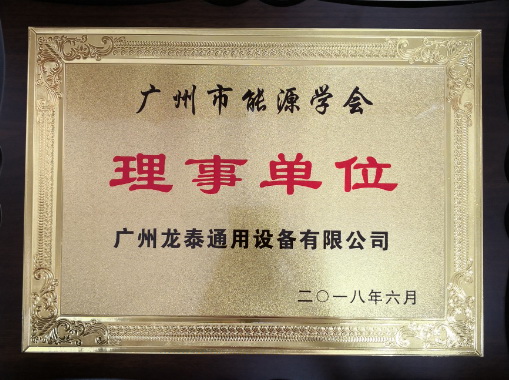 广州市能源学会
理事单位
广州龙泰通用设备有限公司
二〇一八年六月